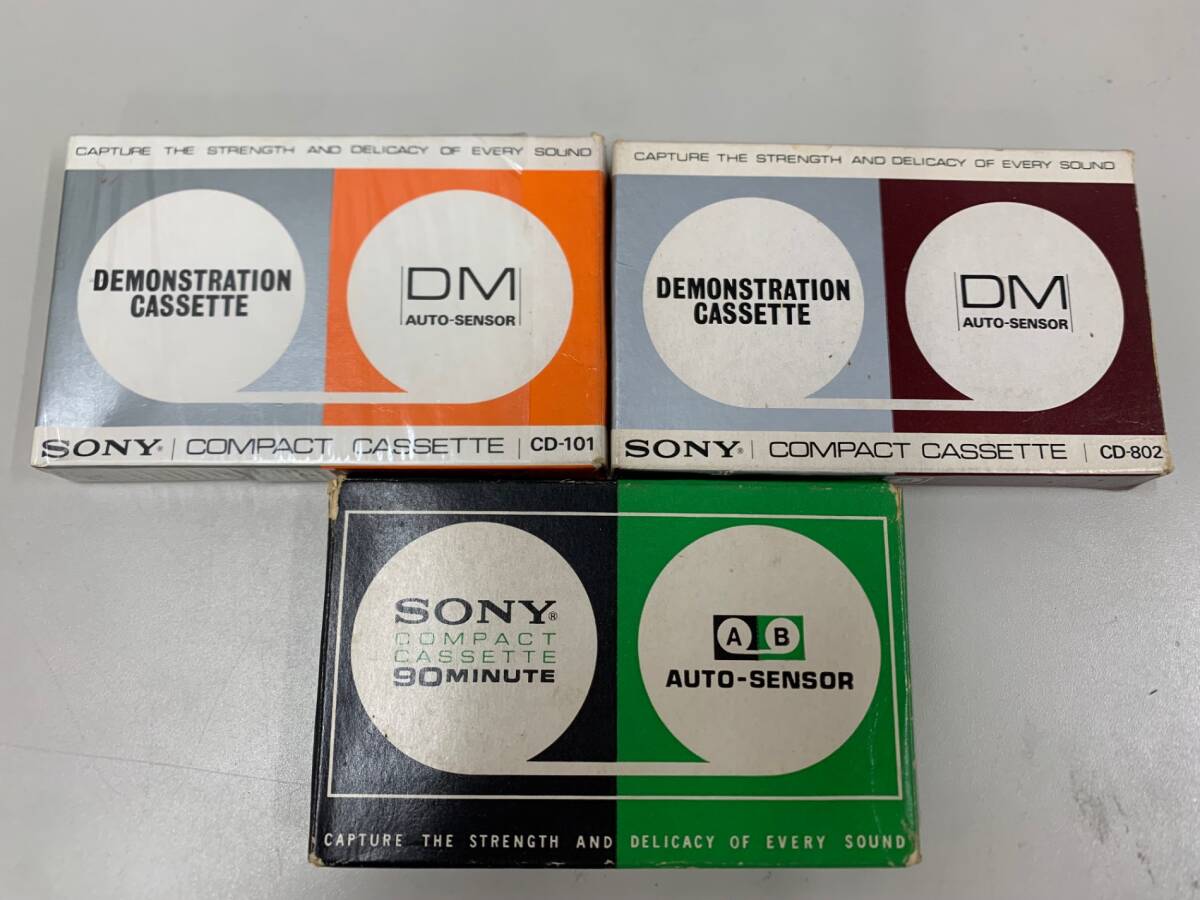 CAPTURE THE STRENGTH AND DELICACY OF EVERY SOUND
DEMONSTRATION
CASSETTE
DM
AUTO-SENSOR
SONY® | COMPACT CASSETTE | CD-101
CAPTURE THE STRENGTH AND DELICACY OF EVERY SOUND
DEMONSTRATION
CASSETTE
DM
AUTO-SENSOR
SONY® | COMPACT CASSETTE | CD-802
SONY®
COMPACT
CASSETTE
90 MINUTE
A B
AUTO-SENSOR
CAPTURE THE STRENGTH AND DELICACY OF EVERY SOUND